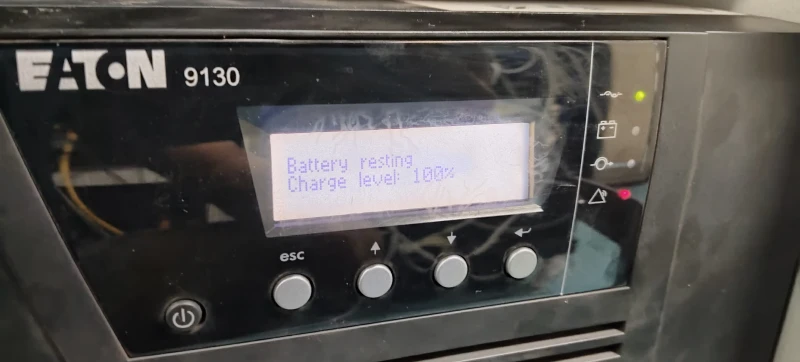 EATON 9130
Battery resting
Charge level: 100%
esc